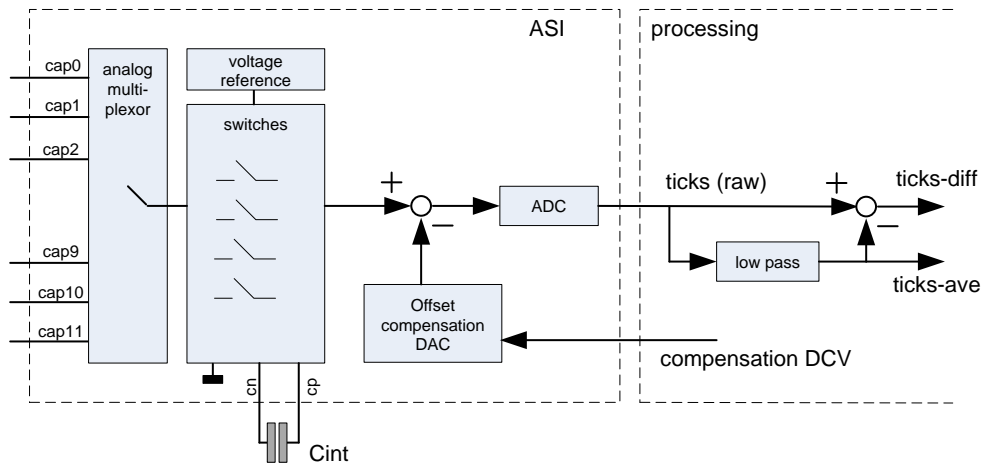 ASI
processing
cap0
cap1
cap2
cap9
cap10
cap11
analog
multi-
plexor
voltage
reference
switches
+
−
ADC
Offset
compensation
DAC
cn
cp
Cint
ticks (raw)
low pass
+
−
ticks-diff
ticks-ave
compensation DCV